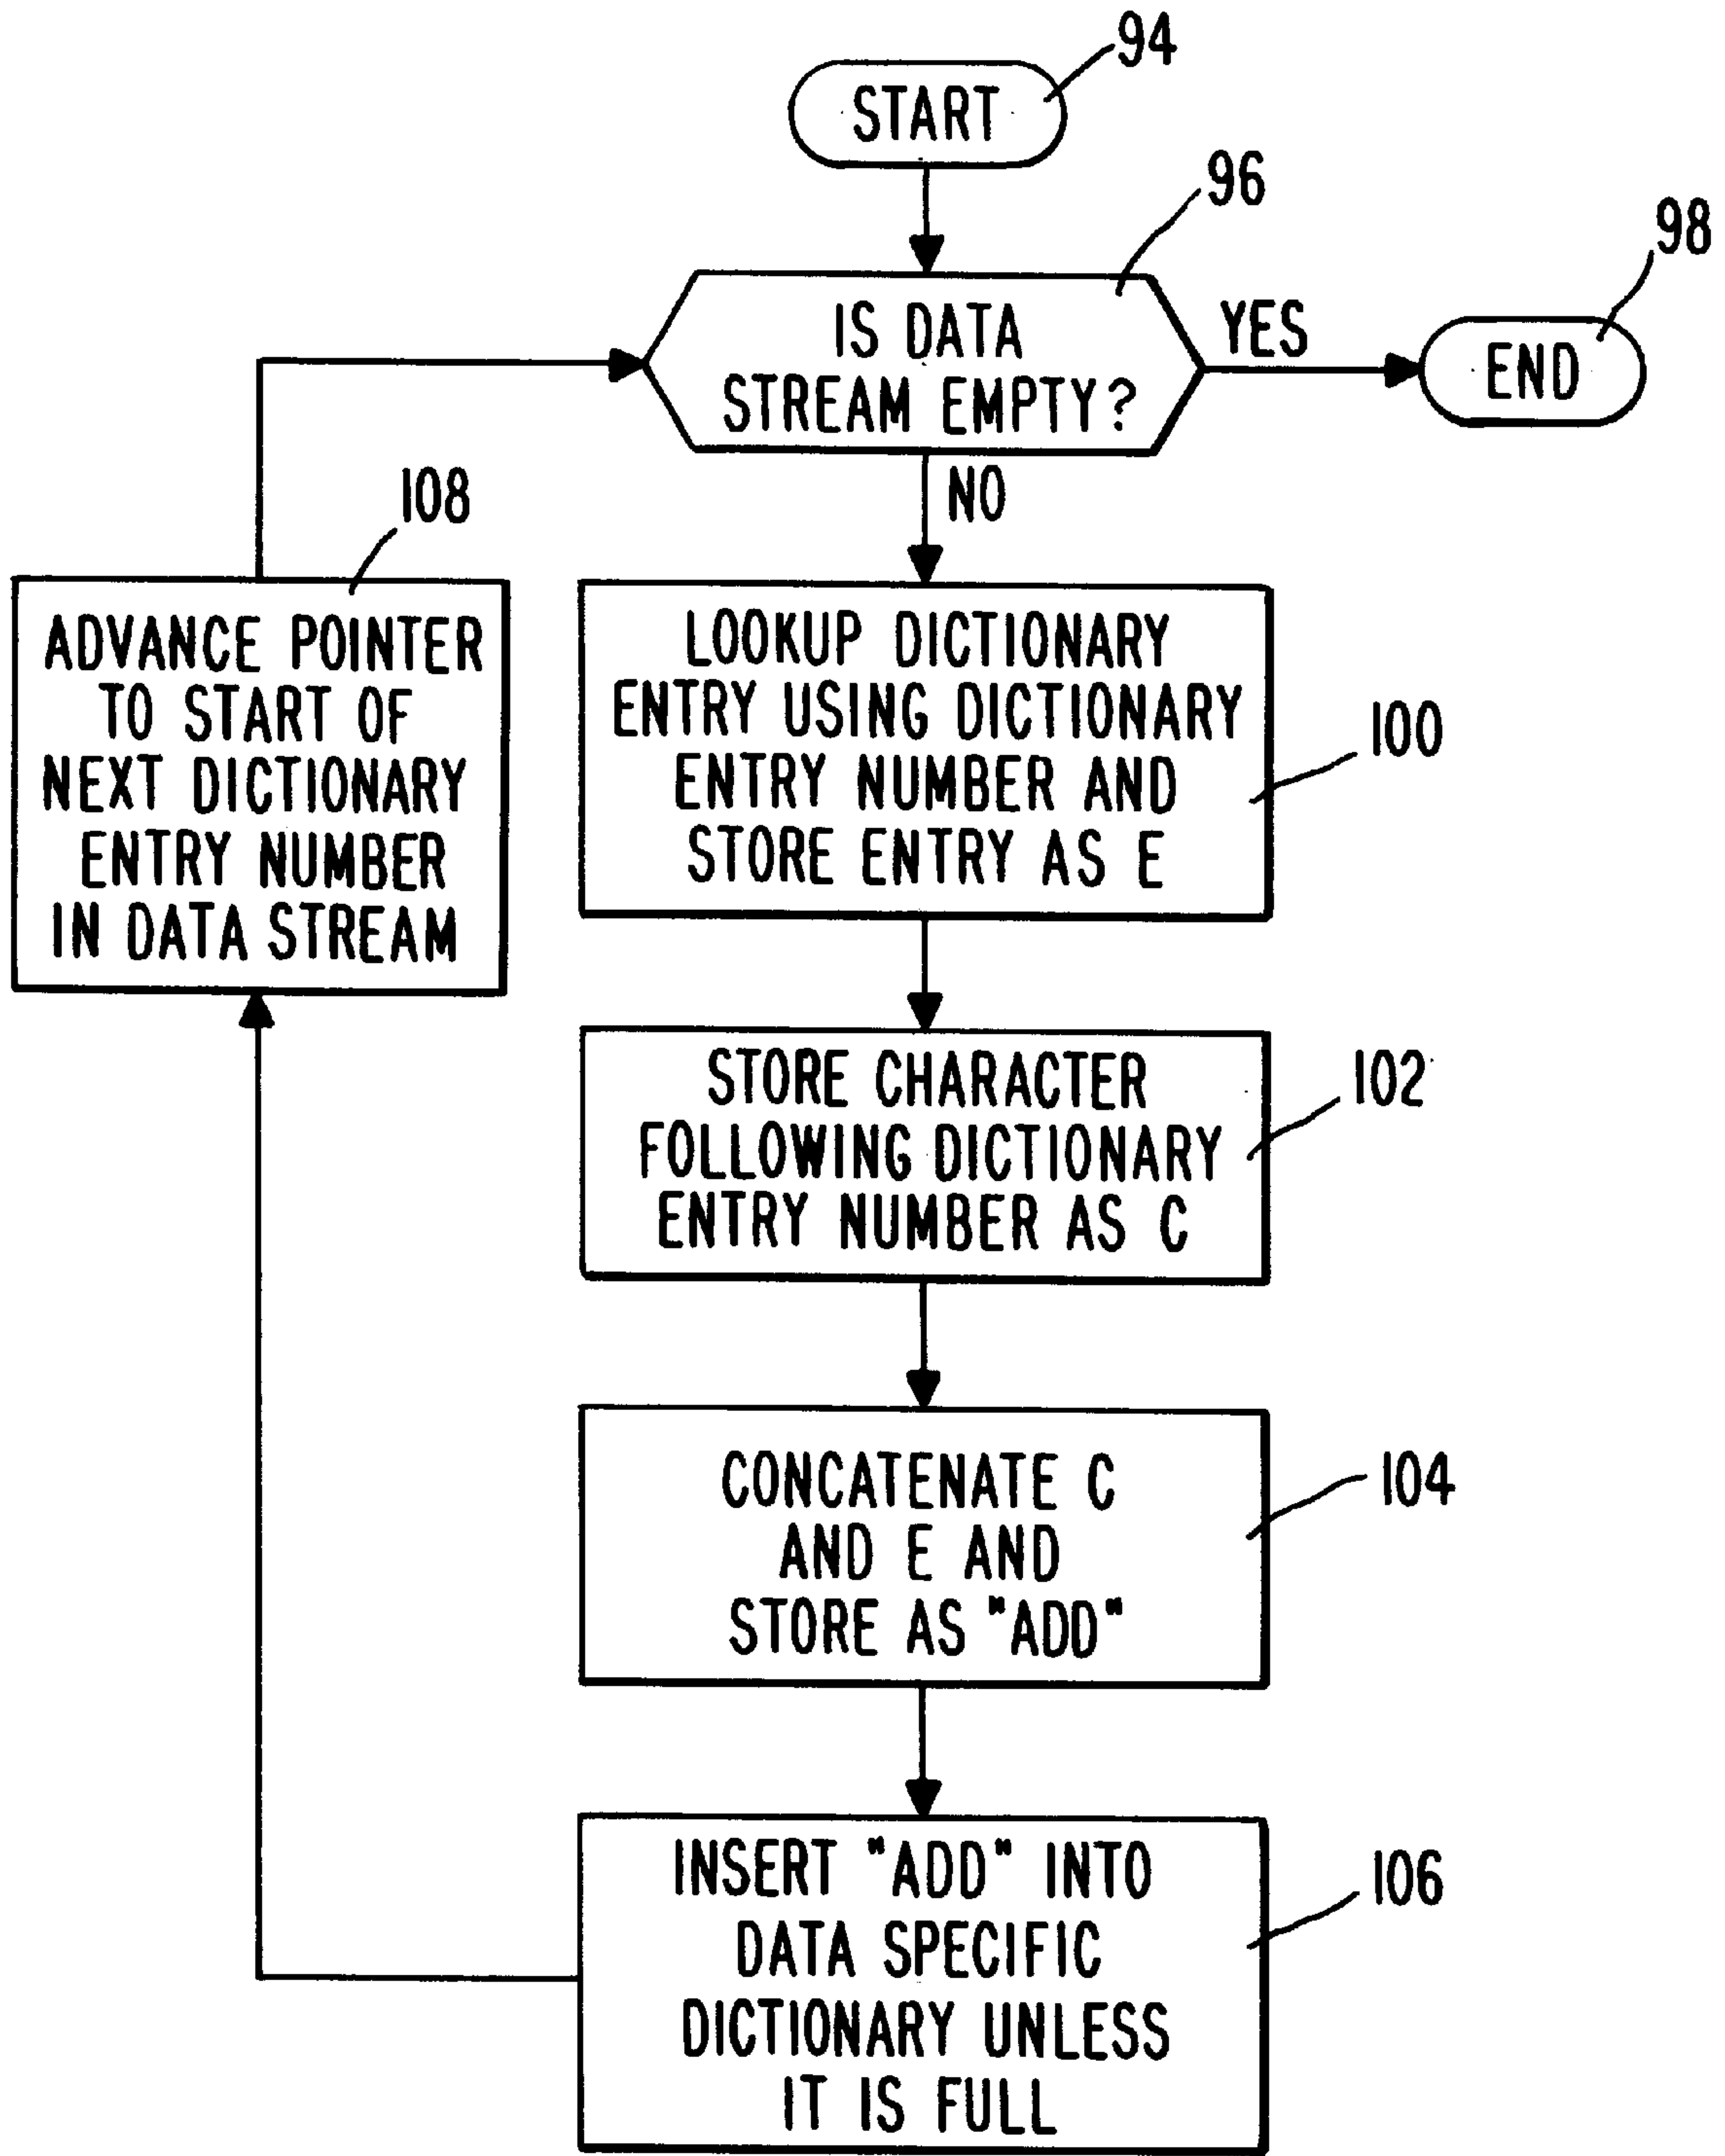 94
START
96
98
IS DATA
STREAM EMPTY?
YES
END
NO
108
ADVANCE POINTER
TO START OF
NEXT DICTIONARY
ENTRY NUMBER
IN DATA STREAM
LOOKUP DICTIONARY
ENTRY USING DICTIONARY
ENTRY NUMBER AND
STORE ENTRY AS E
100
STORE CHARACTER
FOLLOWING DICTIONARY
ENTRY NUMBER AS C
102
CONCATENATE C
AND E AND
STORE AS "ADD"
104
INSERT "ADD" INTO
DATA SPECIFIC
DICTIONARY UNLESS
IT IS FULL
106